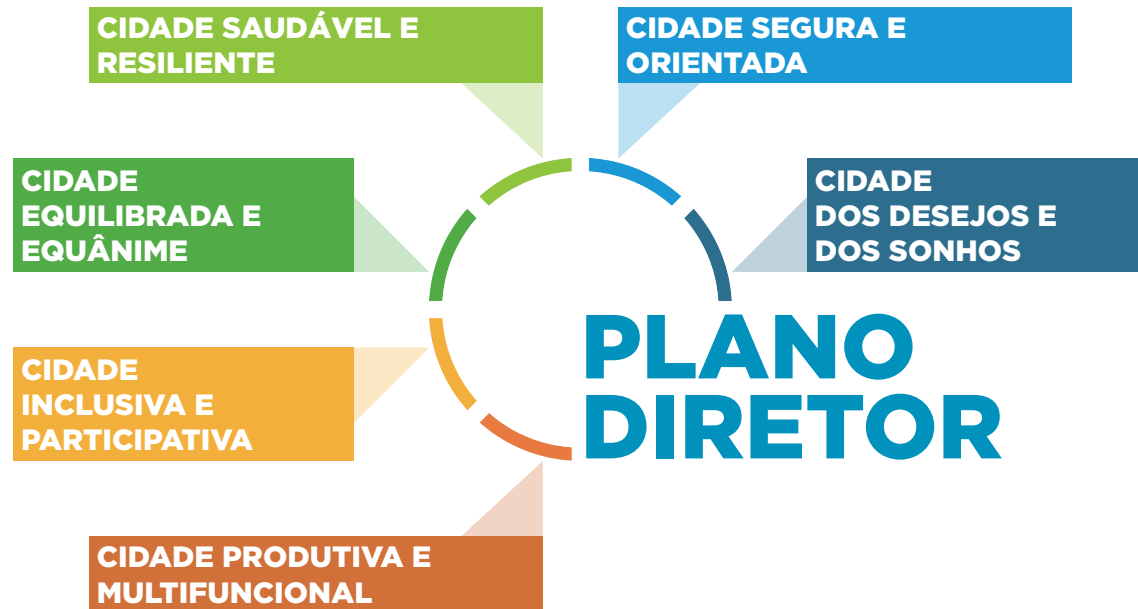 CIDADE SAUDÁVEL E
RESILIENTE
CIDADE SEGURA E
ORIENTADA
CIDADE
EQUILIBRADA E
EQUÂNIME
CIDADE
DOS DESEJOS E
DOS SONHOS
CIDADE
INCLUSIVA E
PARTICIPATIVA
PLANO
DIRETOR
CIDADE PRODUTIVA E
MULTIFUNCIONAL